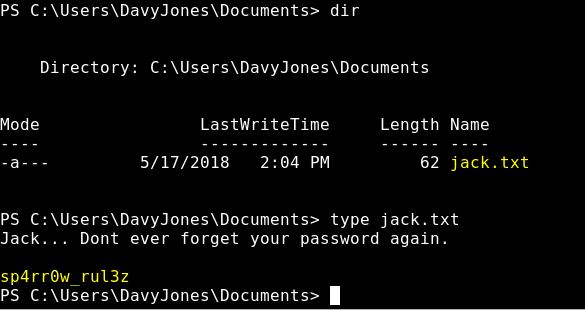 PS C:\Users\DavyJones\Documents> dir
Directory: C:\Users\DavyJones\Documents
Mode LastWriteTime Length Name
---- ------------- ------ ----
-a--- 5/17/2018 2:04 PM 62 jack.txt
PS C:\Users\DavyJones\Documents> type jack.txt
Jack... Dont ever forget your password again.
sp4rr0w_rul3z
PS C:\Users\DavyJones\Documents>